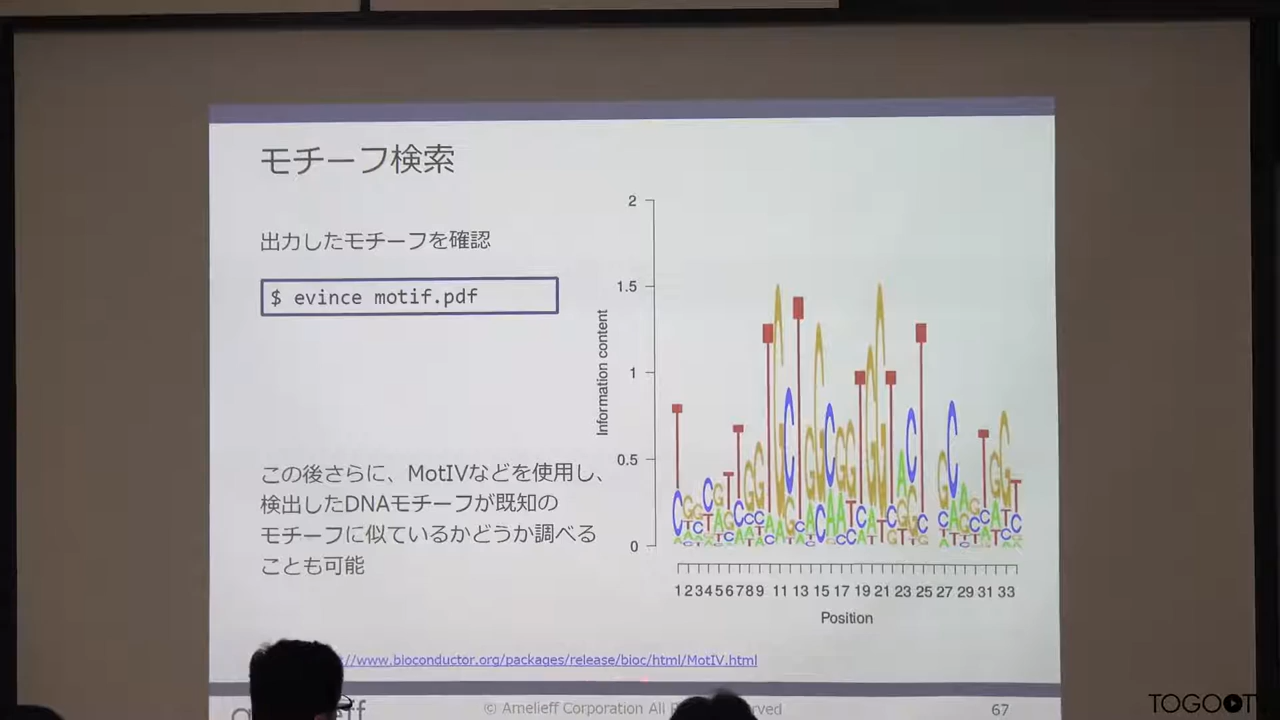 モチーフ検索
出力したモチーフを確認
$ evince motif.pdf
この後さらに、MotIVなどを使用し、
検出したDNAモチーフが既知の
モチーフに似ているかどうか調べる
ことも可能
2
1.5
1
0.5
0
Information content
1 2 3 4 5 6 7 8 9 11 13 15 17 19 21 23 25 27 29 31 33
Position
/www.bioconductor.org/packages/release/bioc/html/MotIV.html
© Amelieff Corporation All R served
67
TOGOOT